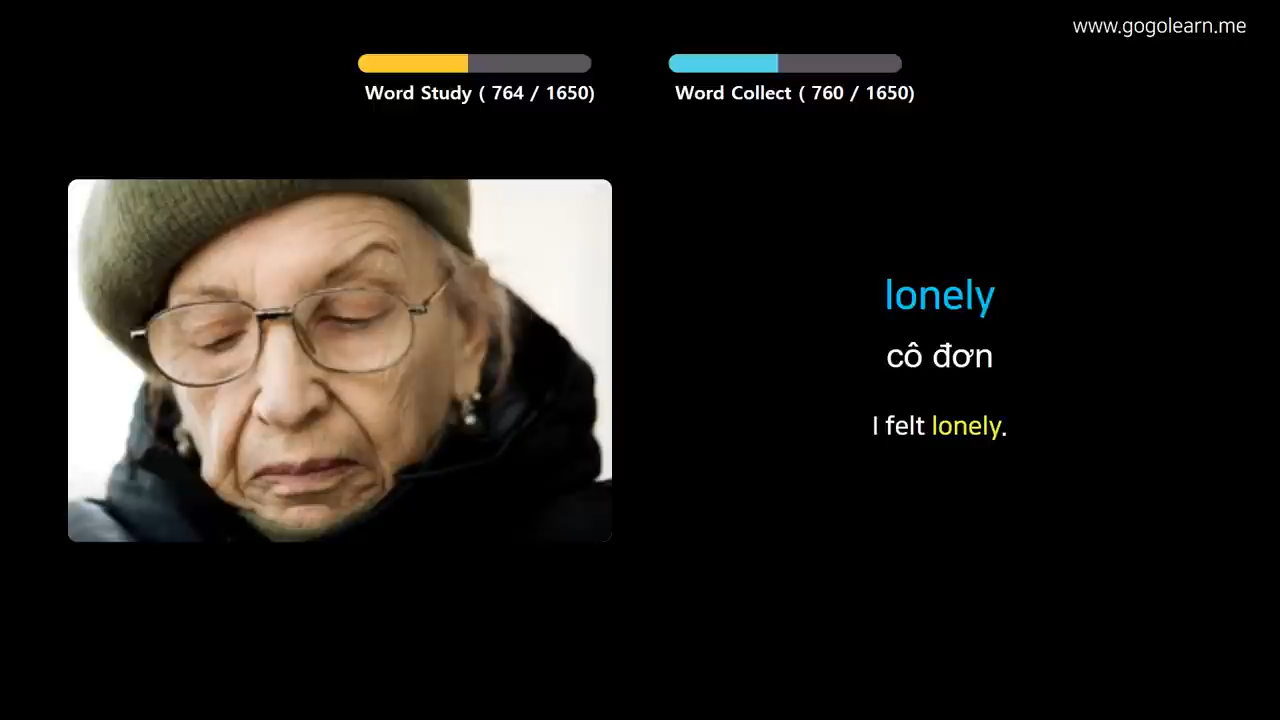 www.gogolearn.me
Word Study ( 764 / 1650)
Word Collect ( 760 / 1650)
lonely
cô đơn
I felt lonely.